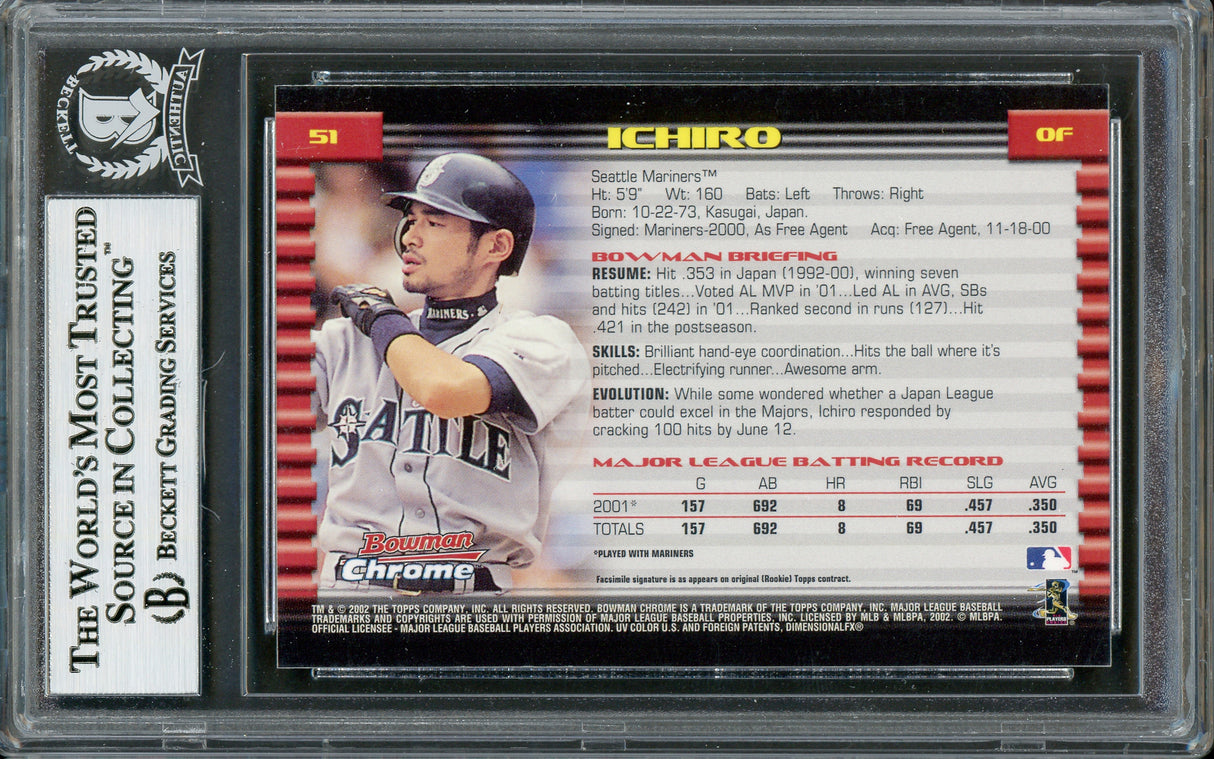 BECKETT
AUTHENTIC
B
THE WORLD'S MOST TRUSTED
SOURCE IN COLLECTING™
BECKETT GRADING SERVICES
51
ICHIRO
OF
Seattle Mariners™
Ht: 5'9" Wt: 160 Bats: Left Throws: Right
Born: 10-22-73, Kasugai, Japan.
Signed: Mariners-2000, As Free Agent Acq: Free Agent, 11-18-00
BOWMAN BRIEFING
RESUME: Hit .353 in Japan (1992-00), winning seven
batting titles...Voted AL MVP in '01...Led AL in AVG, SBs
and hits (242) in '01...Ranked second in runs (127)...Hit
.421 in the postseason.
SKILLS: Brilliant hand-eye coordination...Hits the ball where it's
pitched...Electrifying runner...Awesome arm.
EVOLUTION: While some wondered whether a Japan League
batter could excel in the Majors, Ichiro responded by
cracking 100 hits by June 12.
MAJOR LEAGUE BATTING RECORD
G AB HR RBI SLG AVG
2001* 157 692 8 69 .457 .350
TOTALS 157 692 8 69 .457 .350
*PLAYED WITH MARINERS
Facsimile signature is as appears on original (Rookie) Topps contract.
MARINERS
SEATTLE
Bowman
Chrome
PLAYERS
TM & © 2002 THE TOPPS COMPANY, INC. ALL RIGHTS RESERVED. BOWMAN CHROME IS A TRADEMARK OF THE TOPPS COMPANY, INC. MAJOR LEAGUE BASEBALL
TRADEMARKS AND COPYRIGHTS ARE USED WITH PERMISSION OF MAJOR LEAGUE BASEBALL PROPERTIES, INC. LICENSED BY MLB & MLBPA, 2002. © MLBPA.
OFFICIAL LICENSEE - MAJOR LEAGUE BASEBALL PLAYERS ASSOCIATION. UV COLOR U.S. AND FOREIGN PATENTS, DIMENSIONALFX®